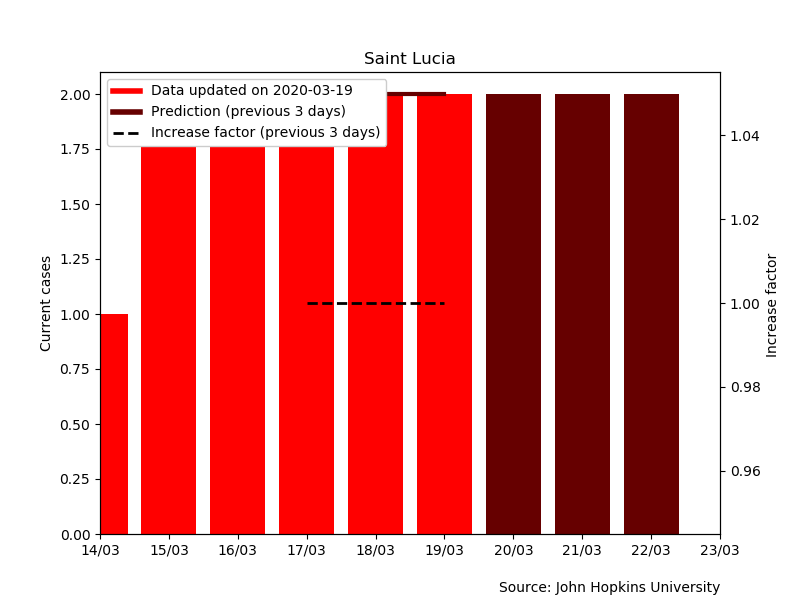 Saint Lucia
Data updated on 2020-03-19
Prediction (previous 3 days)
Increase factor (previous 3 days)
Current cases
2.00
1.75
1.50
1.25
1.00
0.75
0.50
0.25
0.00
1.04
1.02
1.00
0.98
0.96
Increase factor
14/03 15/03 16/03 17/03 18/03 19/03 20/03 21/03 22/03 23/03
Source: John Hopkins University